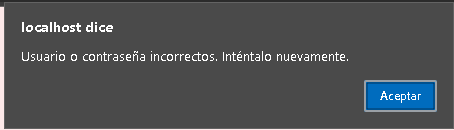 localhost dice
Usuario o contraseña incorrectos. Inténtalo nuevamente.
Aceptar